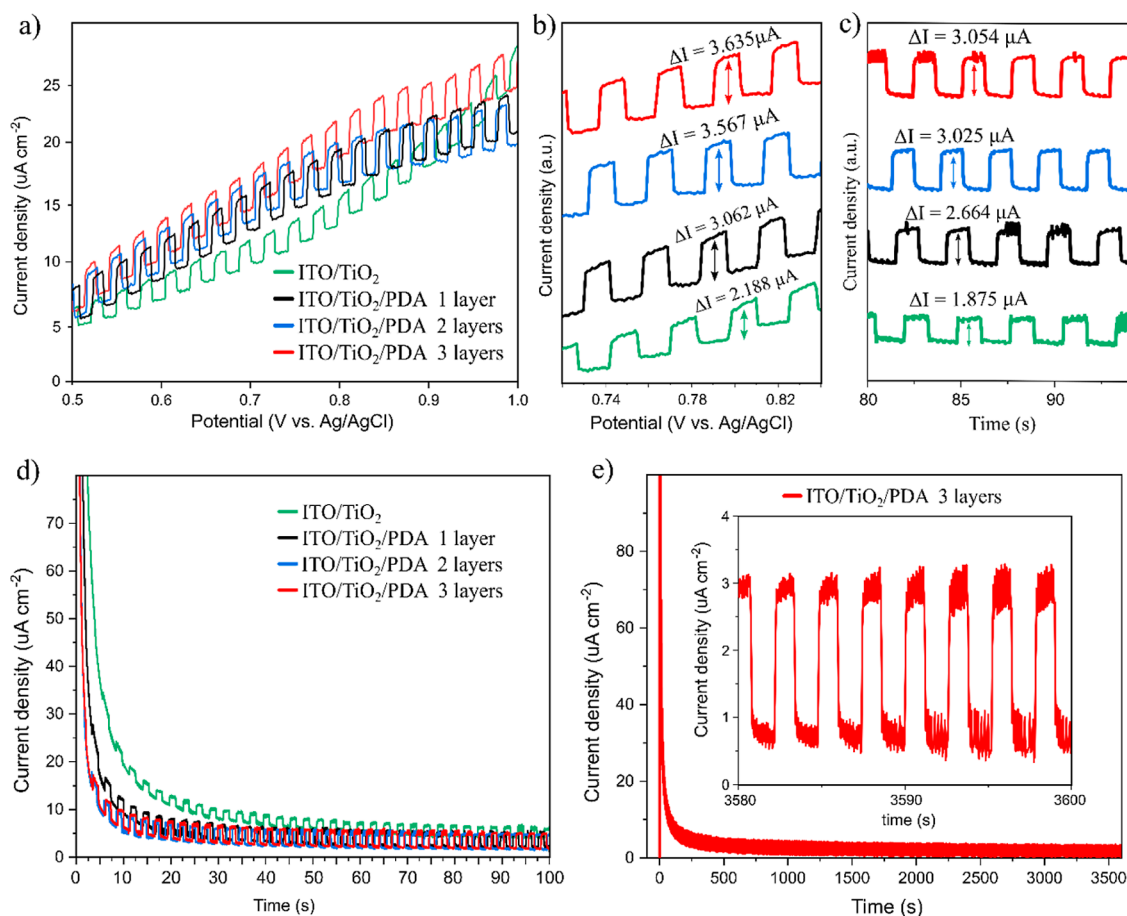 a)
Current density (uA cm⁻²)
25
20
15
10
5
0
ITO/TiO₂
ITO/TiO₂/PDA 1 layer
ITO/TiO₂/PDA 2 layers
ITO/TiO₂/PDA 3 layers
0.5 0.6 0.7 0.8 0.9 1.0
Potential (V vs. Ag/AgCl)
b)
Current density (a.u.)
ΔI = 3.635μA
ΔI = 3.567 μA
ΔI = 3.062 μA
ΔI = 2.188 μA
0.74 0.78 0.82
Potential (V vs. Ag/AgCl)
c)
Current density (a.u.)
ΔI = 3.054 μA
ΔI = 3.025 μA
ΔI = 2.664 μA
ΔI = 1.875 μA
80 85 90
Time (s)
d)
Current density (uA cm⁻²)
70
60
50
40
30
20
10
5
0
ITO/TiO₂
ITO/TiO₂/PDA 1 layer
ITO/TiO₂/PDA 2 layers
ITO/TiO₂/PDA 3 layers
0 10 20 30 40 50 60 70 80 90 100
Time (s)
e)
Current density (uA cm⁻²)
80
60
40
20
0
ITO/TiO₂/PDA 3 layers
Current density (uA cm⁻²)
4
3
2
1
0
3580 3590 3600
time (s)
0 500 1000 1500 2000 2500 3000 3500
Time (s)